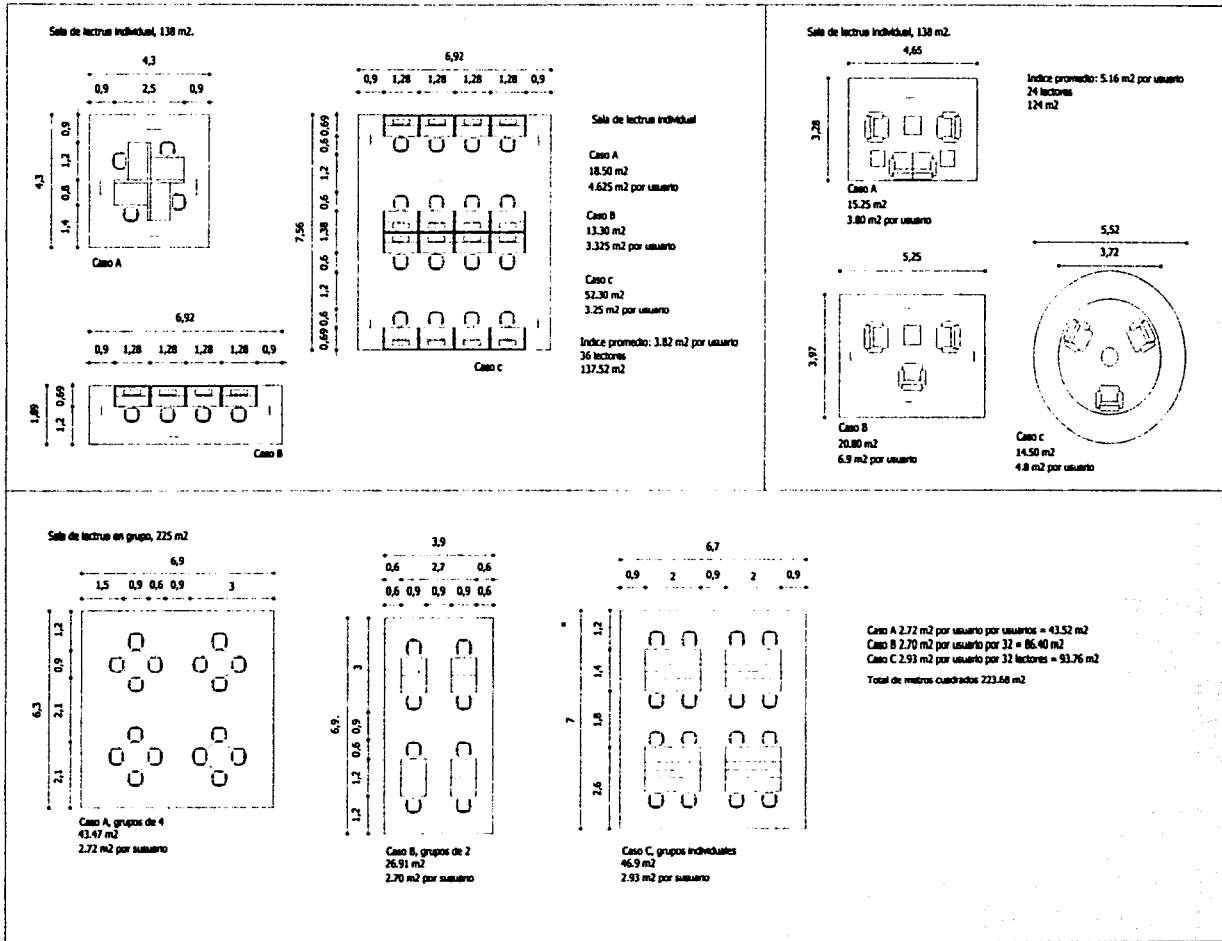 Sala de lectrua individual, 138 m2.
4,3
0,9 2,5 0,9
4,3
0,9
1,2
0,8
1,4
Caso A
6,92
0,9 1,28 1,28 1,28 1,28 0,9
1,89
0,69
1,2
Caso B
6,92
0,9 1,28 1,28 1,28 1,28 0,9
7,56
0,69
0,6
1,2
0,6
1,38
0,6
1,2
0,6
0,69
Caso c
Sala de lectrua individual
Caso A
18.50 m2
4.625 m2 por usuario
Caso B
13.30 m2
3.325 m2 por usuario
Caso c
52.30 m2
3.25 m2 por usuario
Indice promedio: 3.82 m2 por usuario
36 lectores
137.52 m2
Sala de lectrua individual, 138 m2.
4,65
3,28
Caso A
15.25 m2
3.80 m2 por usuario
Indice promedio: 5.16 m2 por usuario
24 lectores
124 m2
5,25
3,97
Caso B
20.80 m2
6.9 m2 por usuario
5,52
3,72
Caso c
14.50 m2
4.8 m2 por usuario
Sala de lectrua en grupo, 225 m2
6,9
1,5 0,9 0,6 0,9 3
6,3
1,2
0,9
2,1
2,1
Caso A, grupos de 4
43.47 m2
2.72 m2 por susuario
3,9
0,6 2,7 0,6
0,6 0,9 0,9 0,9 0,6
6,9.
3
0,9
0,6
1,2
1,2
Caso B, grupos de 2
26.91 m2
2.70 m2 por susuario
6,7
0,9 2 0,9 2 0,9
7
1,2
1,4
1,8
2,6
Caso C, grupos individuales
46.9 m2
2.93 m2 por susuario
Caso A 2.72 m2 por usuario por usuarios = 43.52 m2
Caso B 2.70 m2 por usuario por 32 = 86.40 m2
Caso C 2.93 m2 por usuario por 32 lectores = 93.76 m2
Total de metros cuadrados 223.68 m2